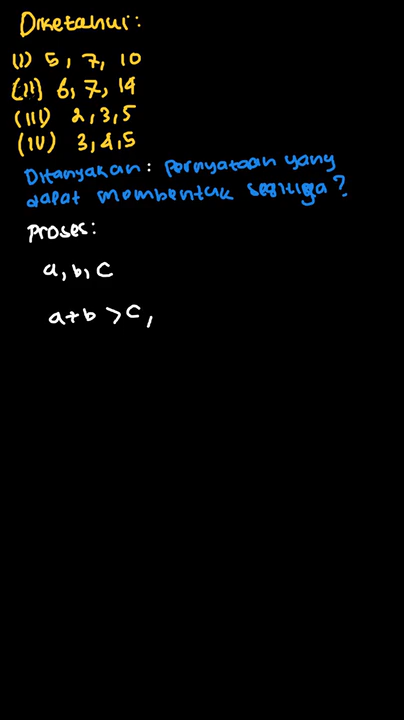 Diketahui:
(I) 5, 7, 10
(II) 6, 7, 14
(III) 2, 3, 5
(IV) 3, 4, 5
Ditanyakan: Pernyataan yang
dapat membentuk segitiga?
Proses:
a, b, c
a+b > c,